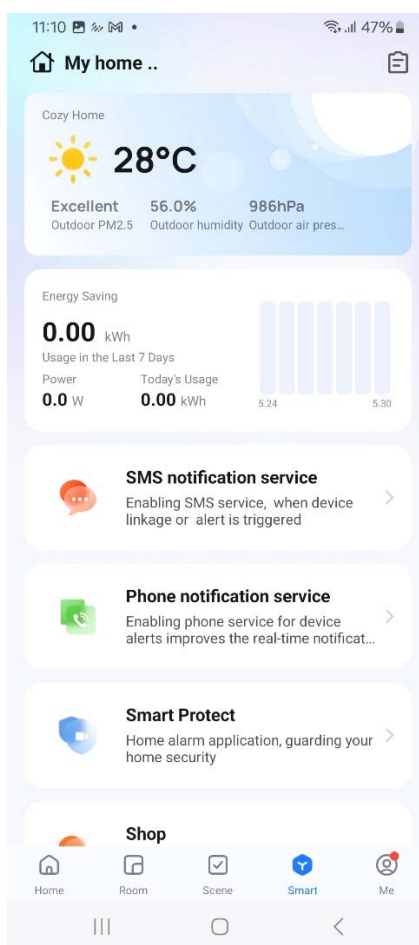 11:10 47%
My home ..
Cozy Home
28°C
Excellent 56.0% 986hPa
Outdoor PM2.5 Outdoor humidity Outdoor air pres...
Energy Saving
0.00 kWh
Usage in the Last 7 Days
Power Today's Usage
0.0 W 0.00 kWh
5.24 5.30
SMS notification service
Enabling SMS service, when device
linkage or alert is triggered
Phone notification service
Enabling phone service for device
alerts improves the real-time notificat...
Smart Protect
Home alarm application, guarding your
home security
Shop
Home Room Scene Smart Me